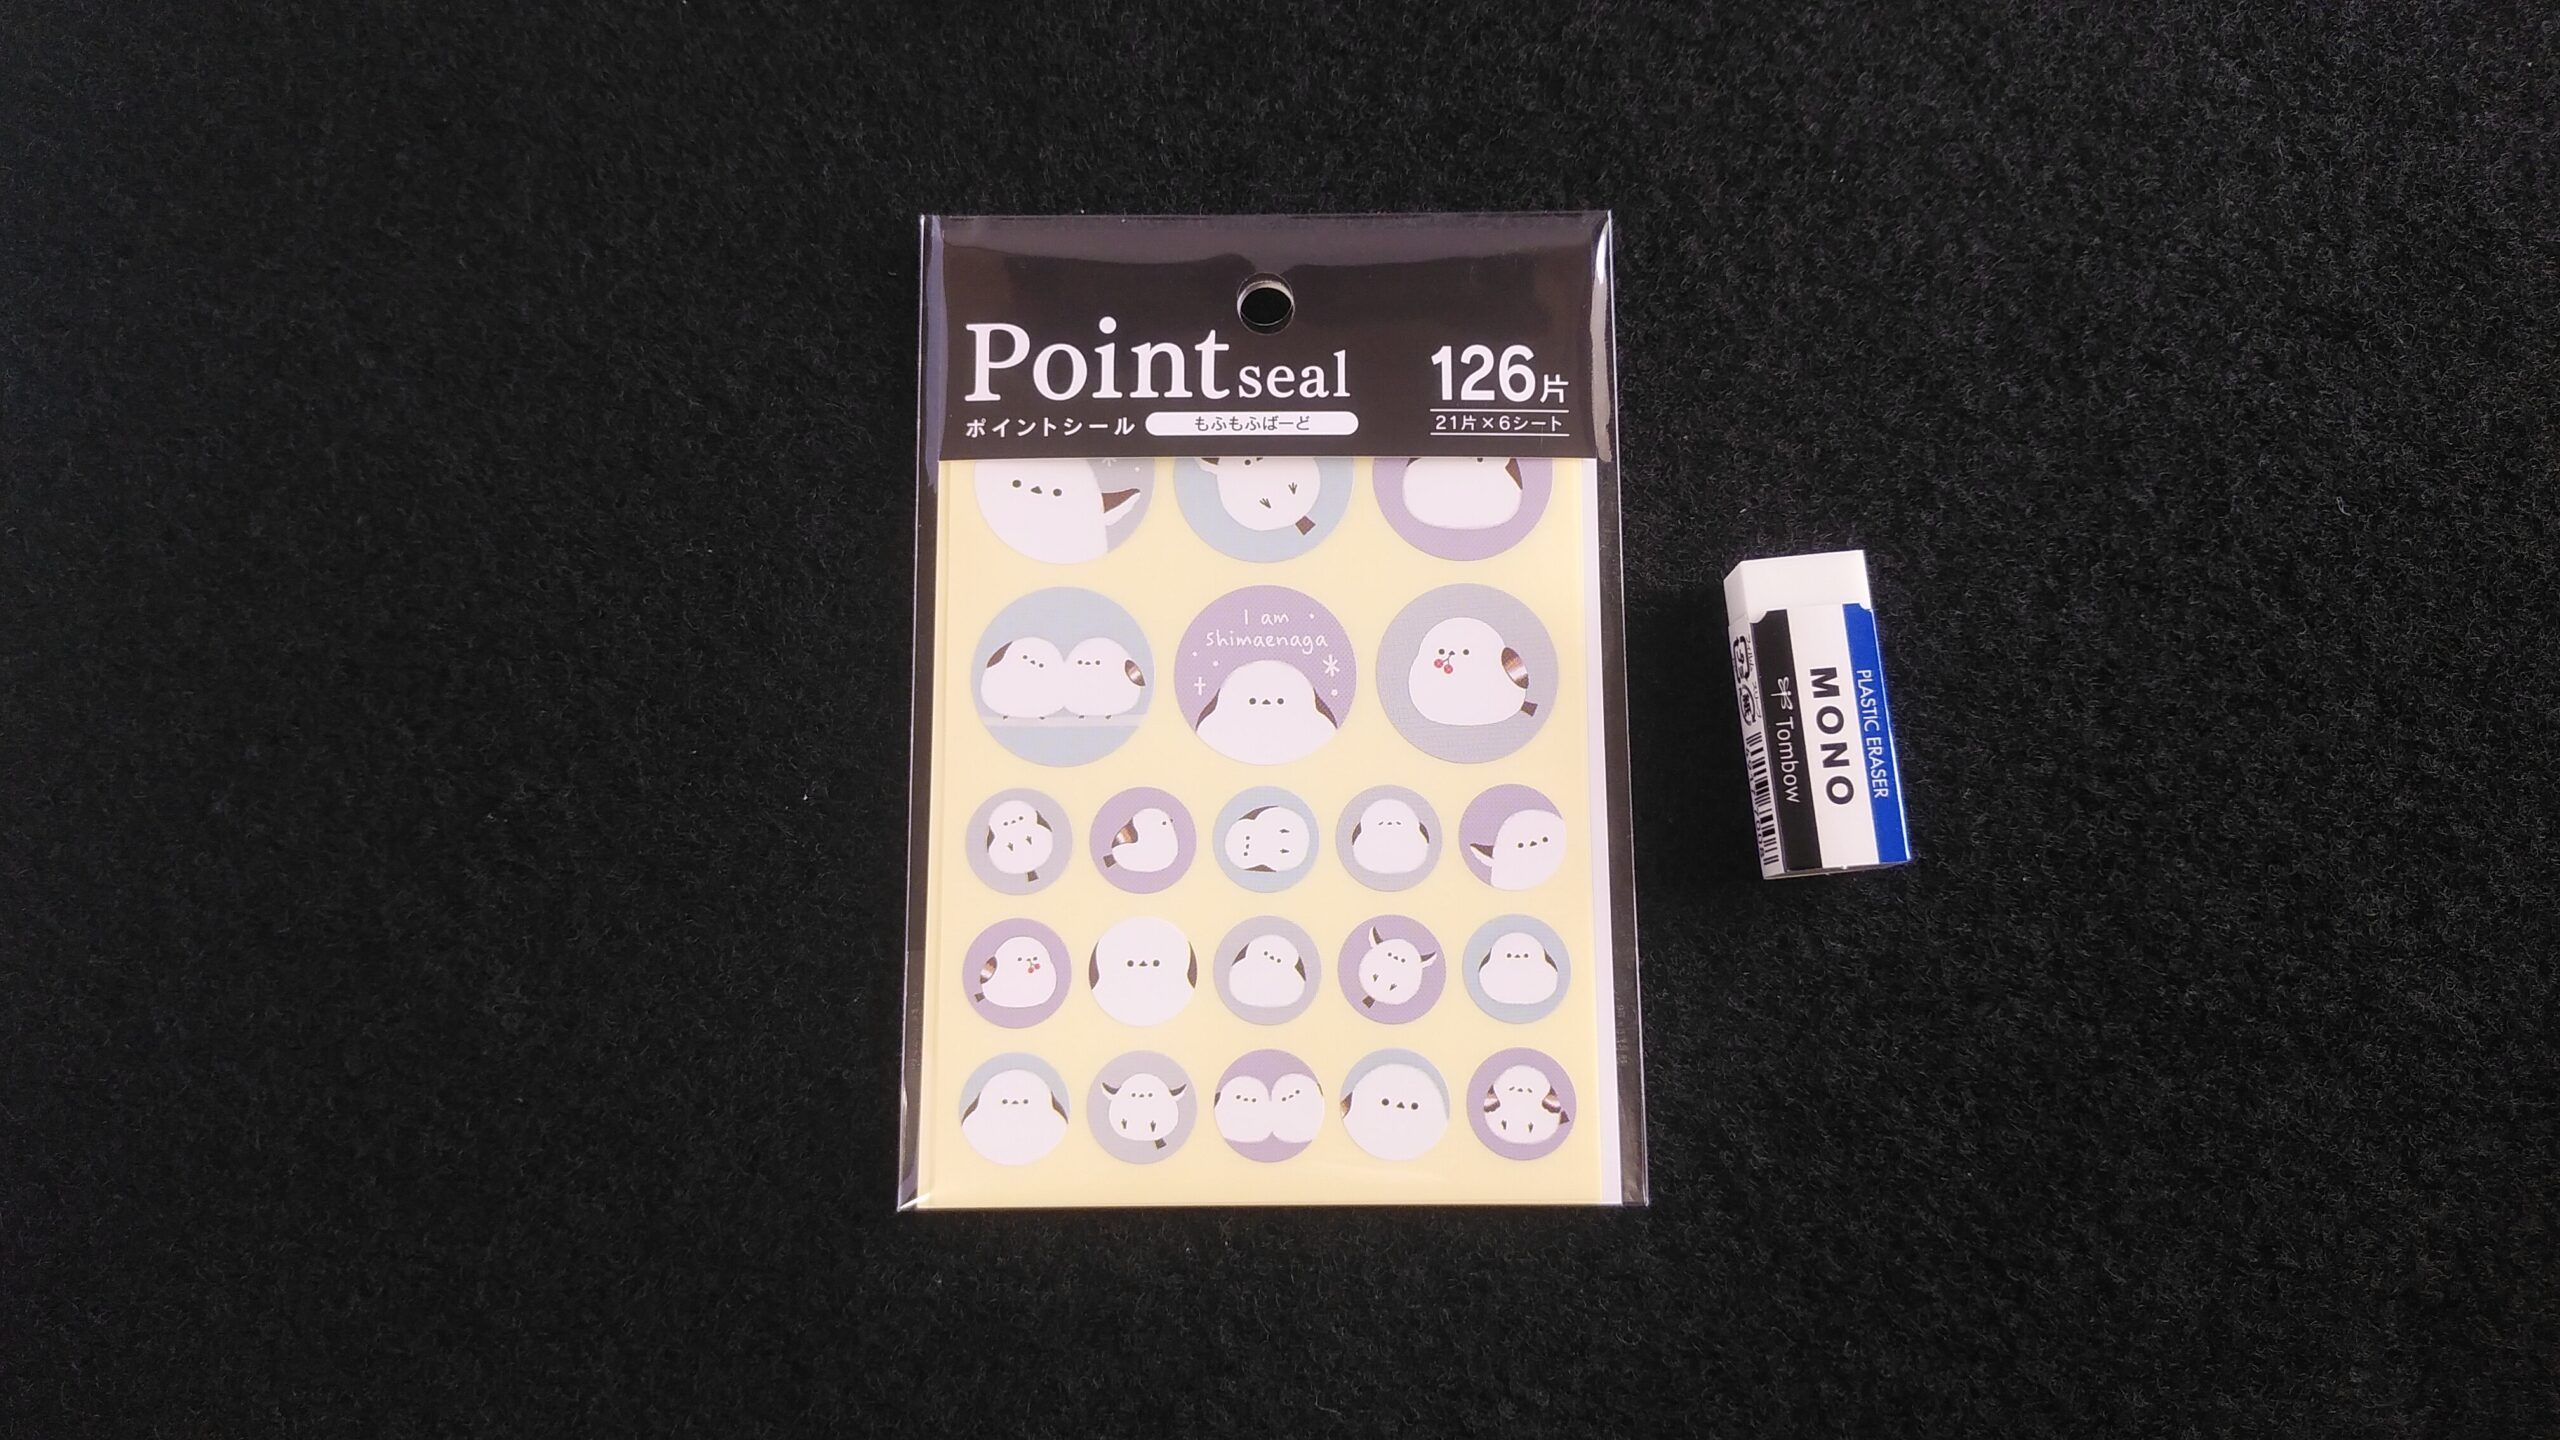 Point seal
126片
ポイントシール もふもふばーど
21片×6シート
I am
shimaenaga
PLASTIC ERASER
MONO
Tombow